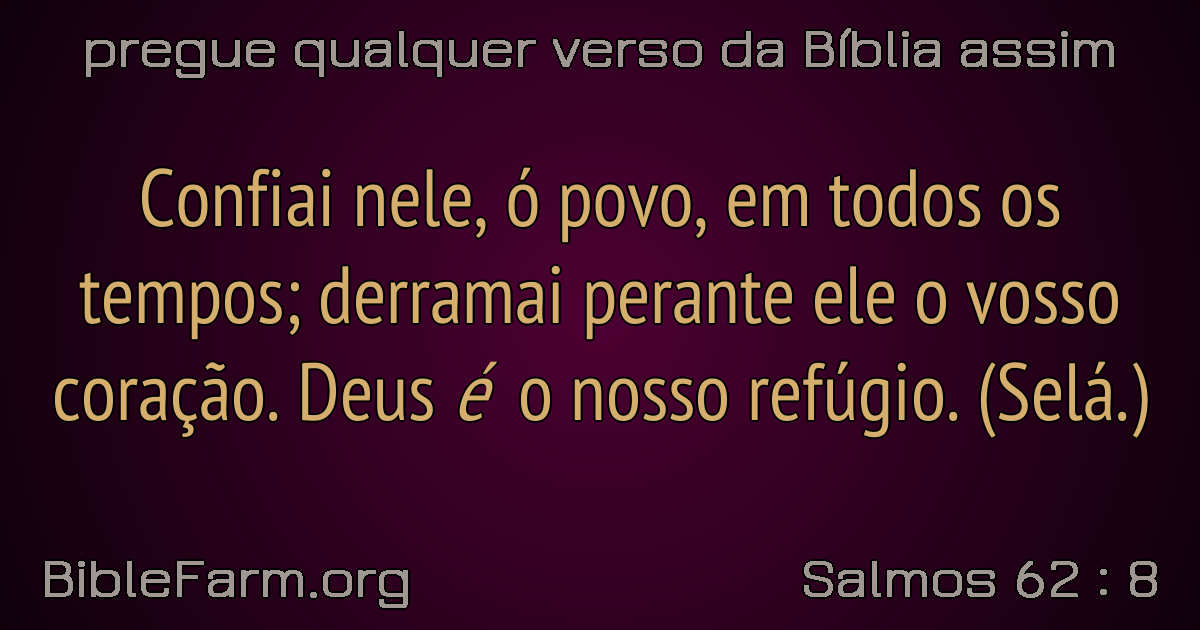 pregue qualquer verso da Bíblia assim
Confiai nele, ó povo, em todos os
tempos; derramai perante ele o vosso
coração. Deus é o nosso refúgio. (Selá.)
BibleFarm.org
Salmos 62 : 8